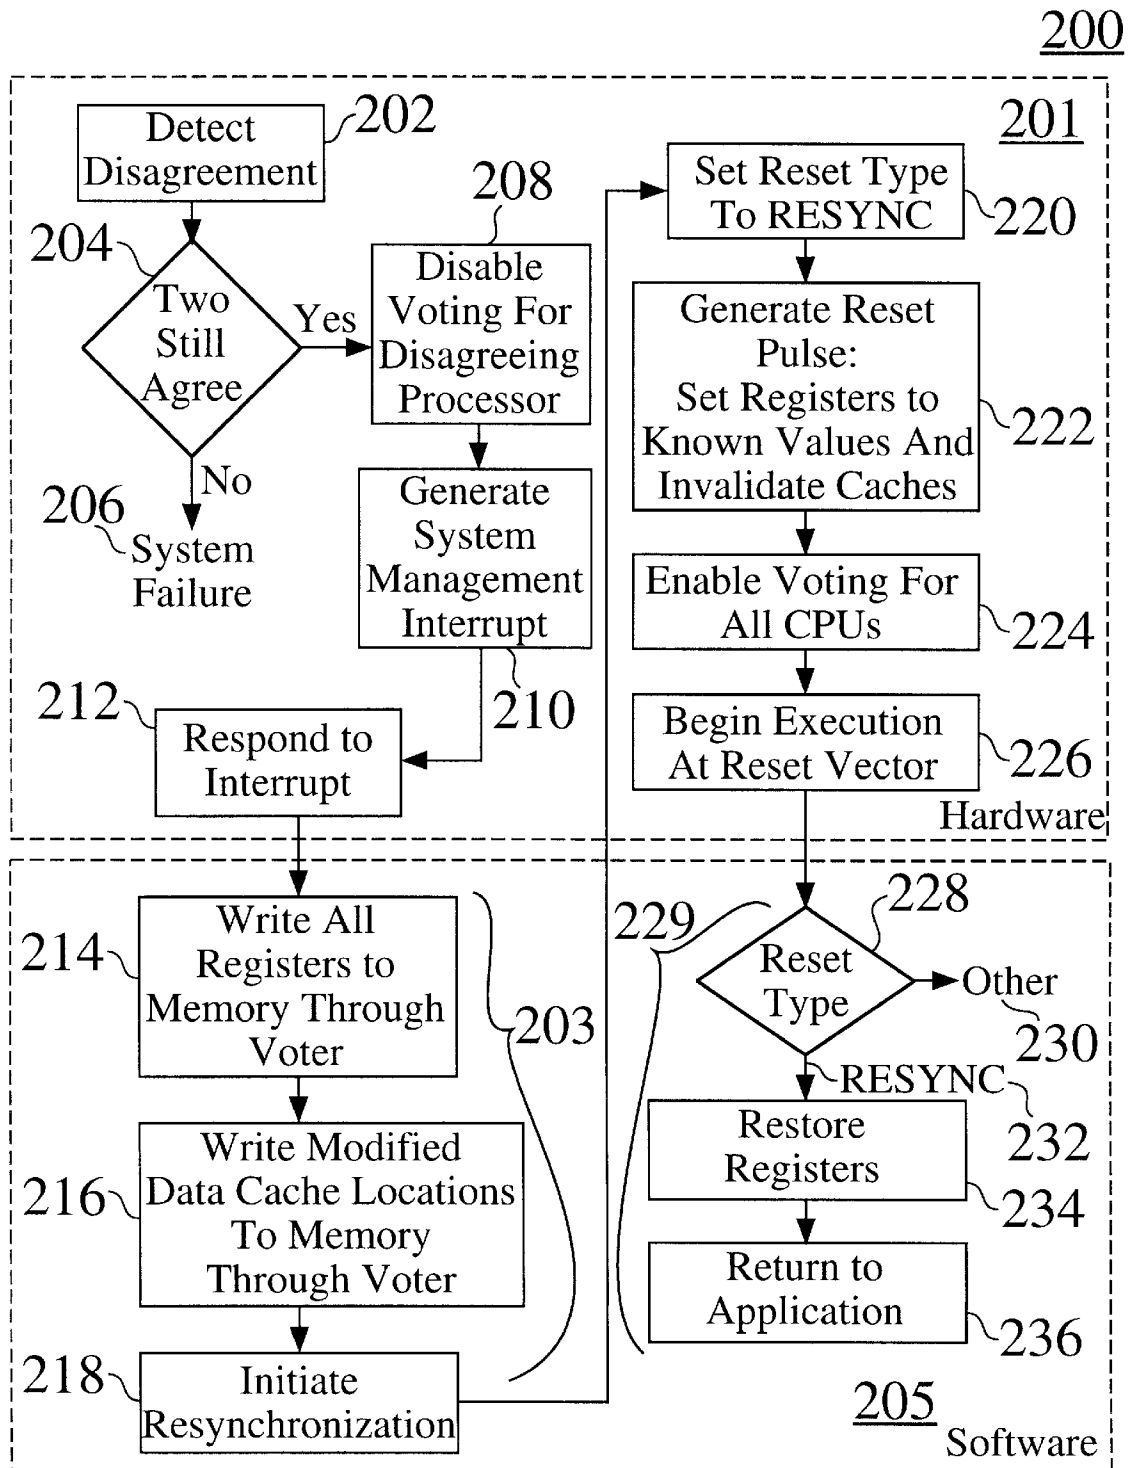 200
201
Detect
Disagreement
202
204
Two
Still
Agree
Yes
No
206
System
Failure
208
Disable
Voting For
Disagreeing
Processor
Generate
System
Management
Interrupt
210
212
Respond to
Interrupt
Set Reset Type
To RESYNC
220
Generate Reset
Pulse:
Set Registers to
Known Values And
Invalidate Caches
222
Enable Voting For
All CPUs
224
Begin Execution
At Reset Vector
226
Hardware
214
Write All
Registers to
Memory Through
Voter
203
216
Write Modified
Data Cache Locations
To Memory
Through Voter
218
Initiate
Resynchronization
229
228
Reset
Type
Other
230
RESYNC
232
Restore
Registers
234
Return to
Application
236
205
Software